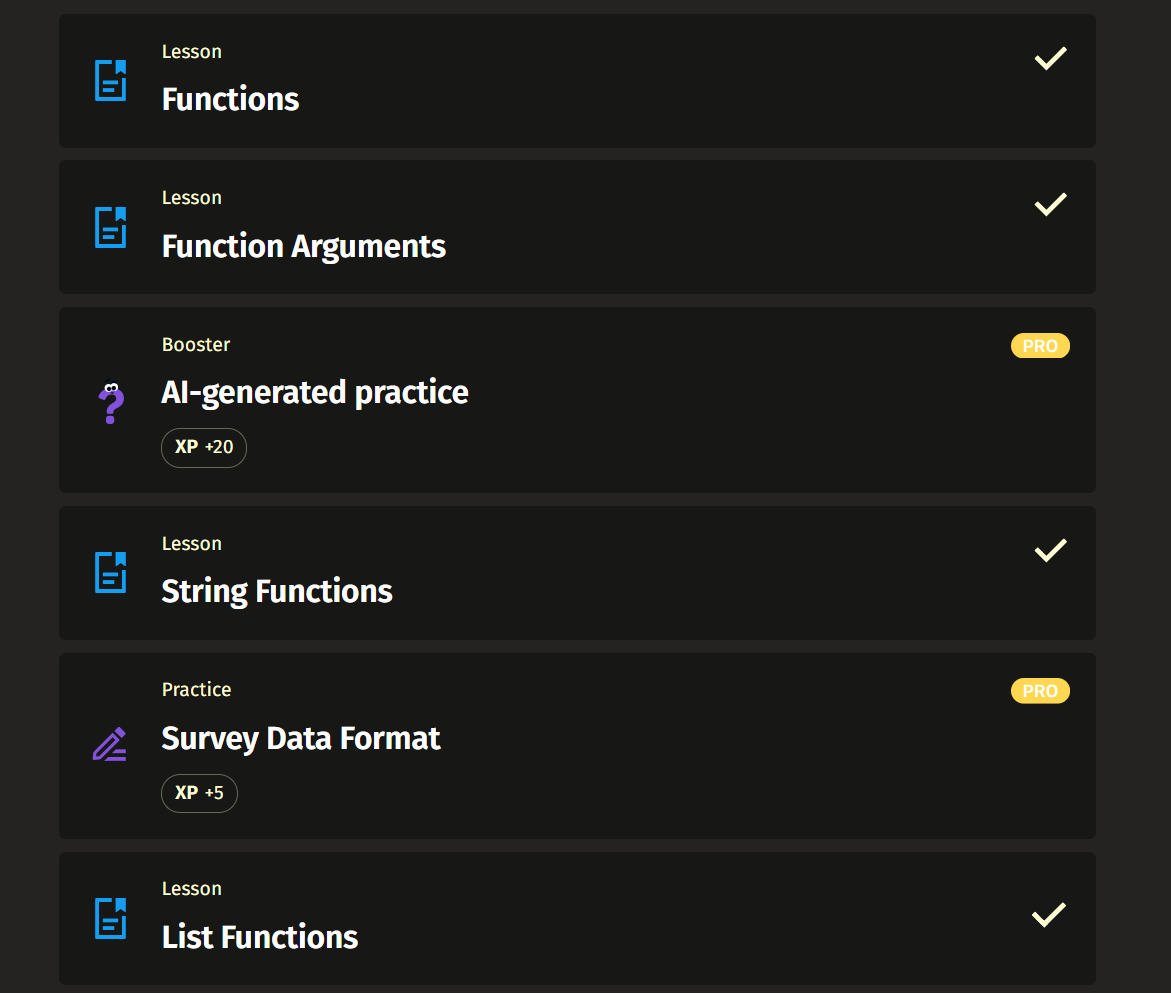 Lesson
Functions
Lesson
Function Arguments
Booster
PRO
AI-generated practice
XP +20
Lesson
String Functions
Practice
PRO
Survey Data Format
XP +5
Lesson
List Functions